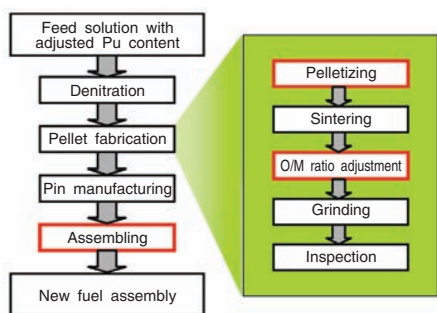 Feed solution with
adjusted Pu content
Denitration
Pellet fabrication
Pin manufacturing
Assembling
New fuel assembly
Pelletizing
Sintering
O/M ratio adjustment
Grinding
Inspection